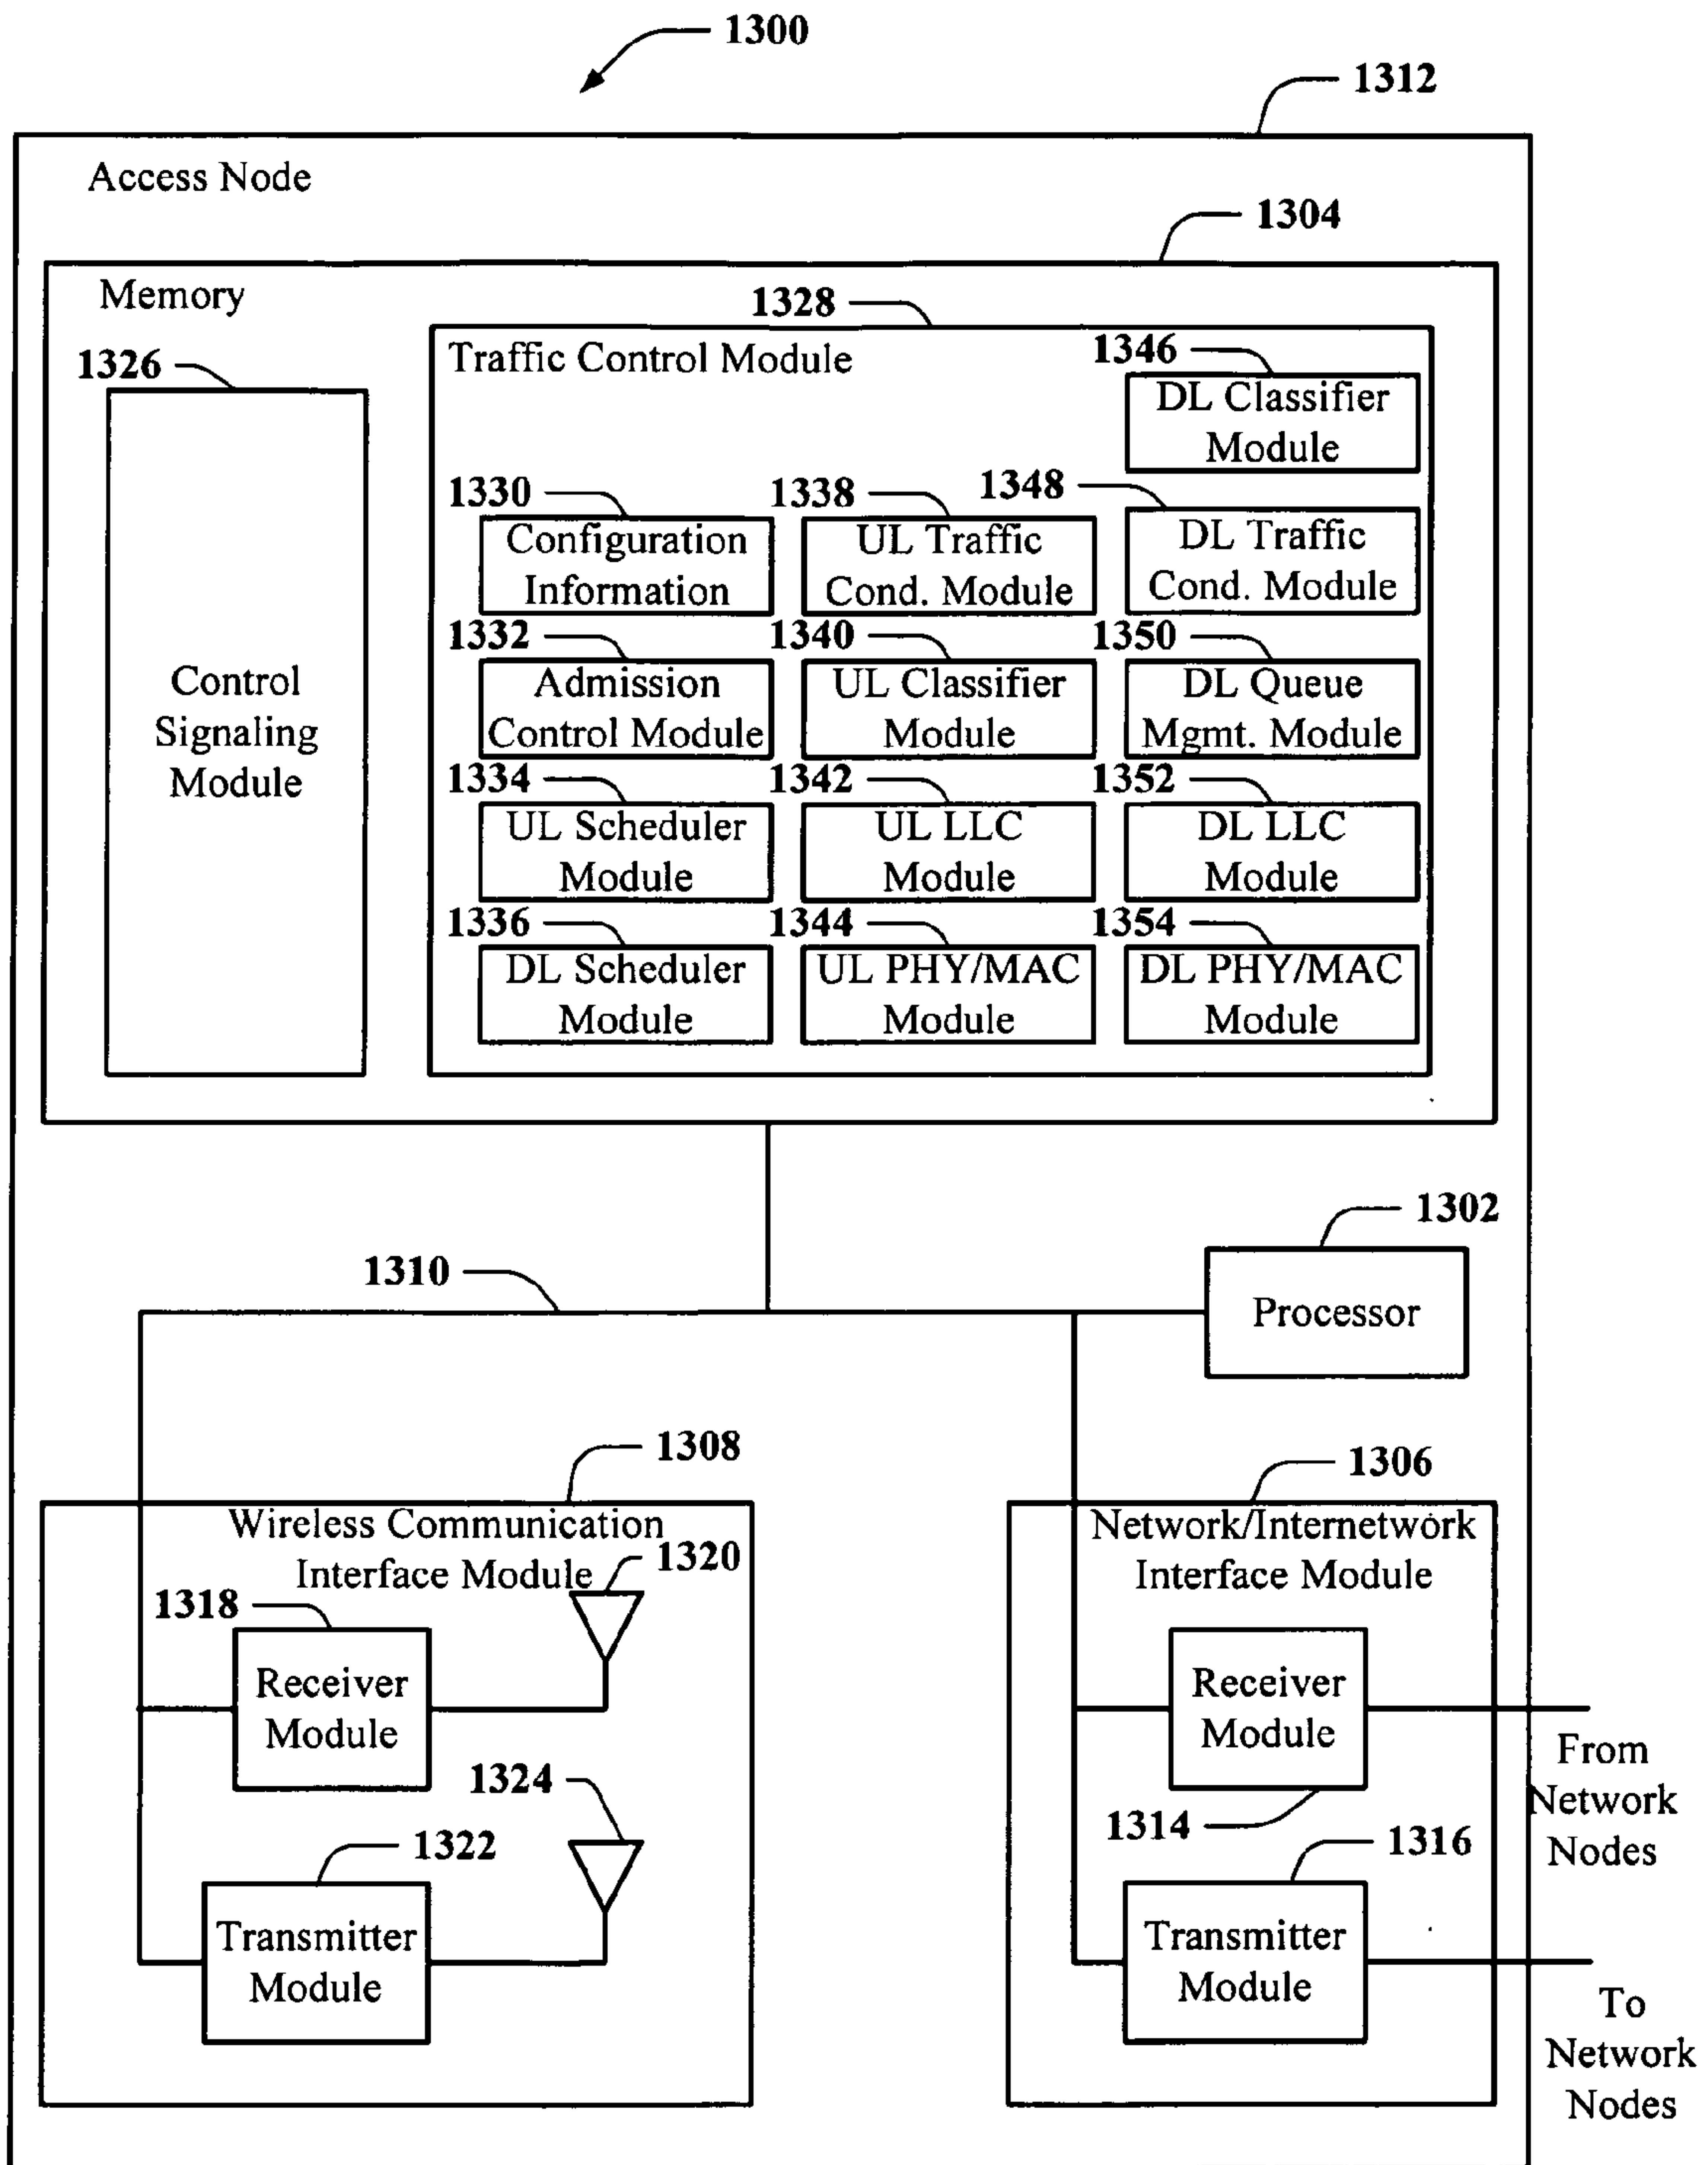 1300
1312
Access Node
1304
Memory
1328
1326
Traffic Control Module
1346
DL Classifier
Module
1330
1338
1348
Configuration
Information
UL Traffic
Cond. Module
DL Traffic
Cond. Module
1332
1340
1350
Control
Signaling
Module
Admission
Control Module
UL Classifier
Module
DL Queue
Mgmt. Module
1334
1342
1352
UL Scheduler
Module
UL LLC
Module
DL LLC
Module
1336
1344
1354
DL Scheduler
Module
UL PHY/MAC
Module
DL PHY/MAC
Module
1302
1310
Processor
1308
1306
Wireless Communication
Interface Module
1320
Network/Internetwork
Interface Module
1318
Receiver
Module
Receiver
Module
From
Network
Nodes
1324
1314
1322
1316
Transmitter
Module
Transmitter
Module
To
Network
Nodes